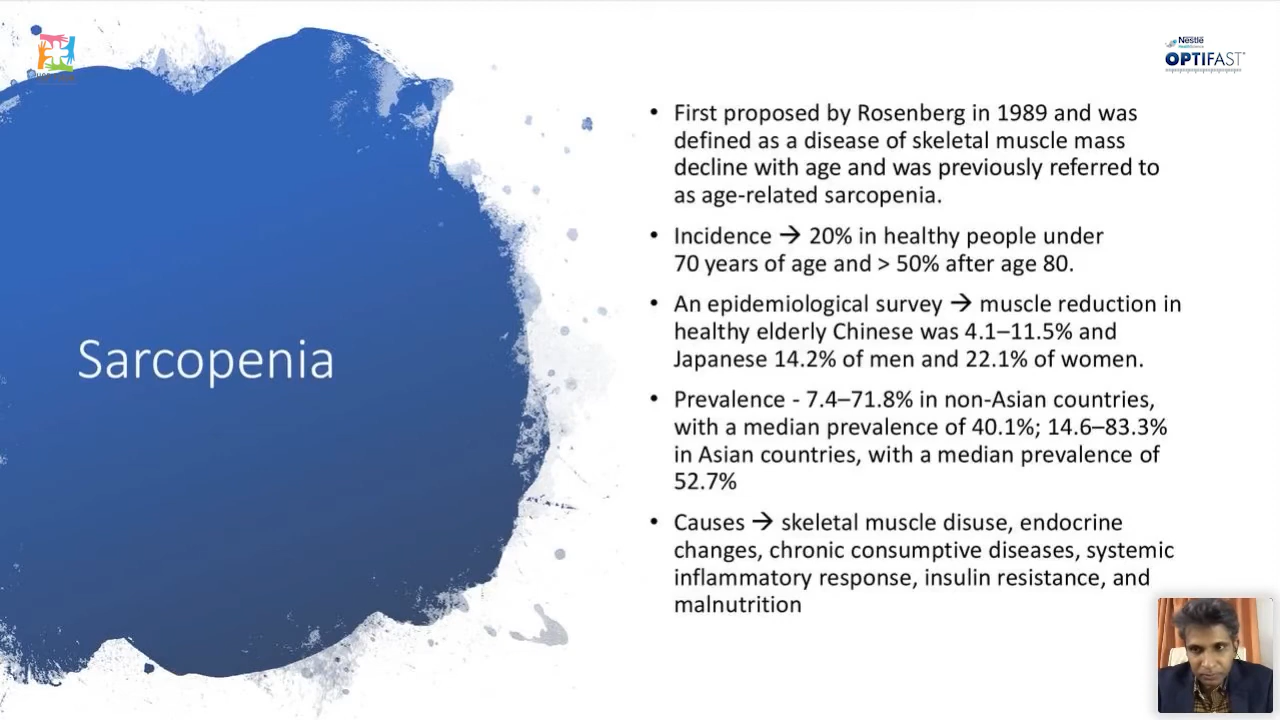 Nestlé
HealthScience
OPTIFAST
Sarcopenia
• First proposed by Rosenberg in 1989 and was
defined as a disease of skeletal muscle mass
decline with age and was previously referred to
as age-related sarcopenia.
• Incidence → 20% in healthy people under
70 years of age and > 50% after age 80.
• An epidemiological survey → muscle reduction in
healthy elderly Chinese was 4.1–11.5% and
Japanese 14.2% of men and 22.1% of women.
• Prevalence - 7.4–71.8% in non-Asian countries,
with a median prevalence of 40.1%; 14.6–83.3%
in Asian countries, with a median prevalence of
52.7%
• Causes → skeletal muscle disuse, endocrine
changes, chronic consumptive diseases, systemic
inflammatory response, insulin resistance, and
malnutrition